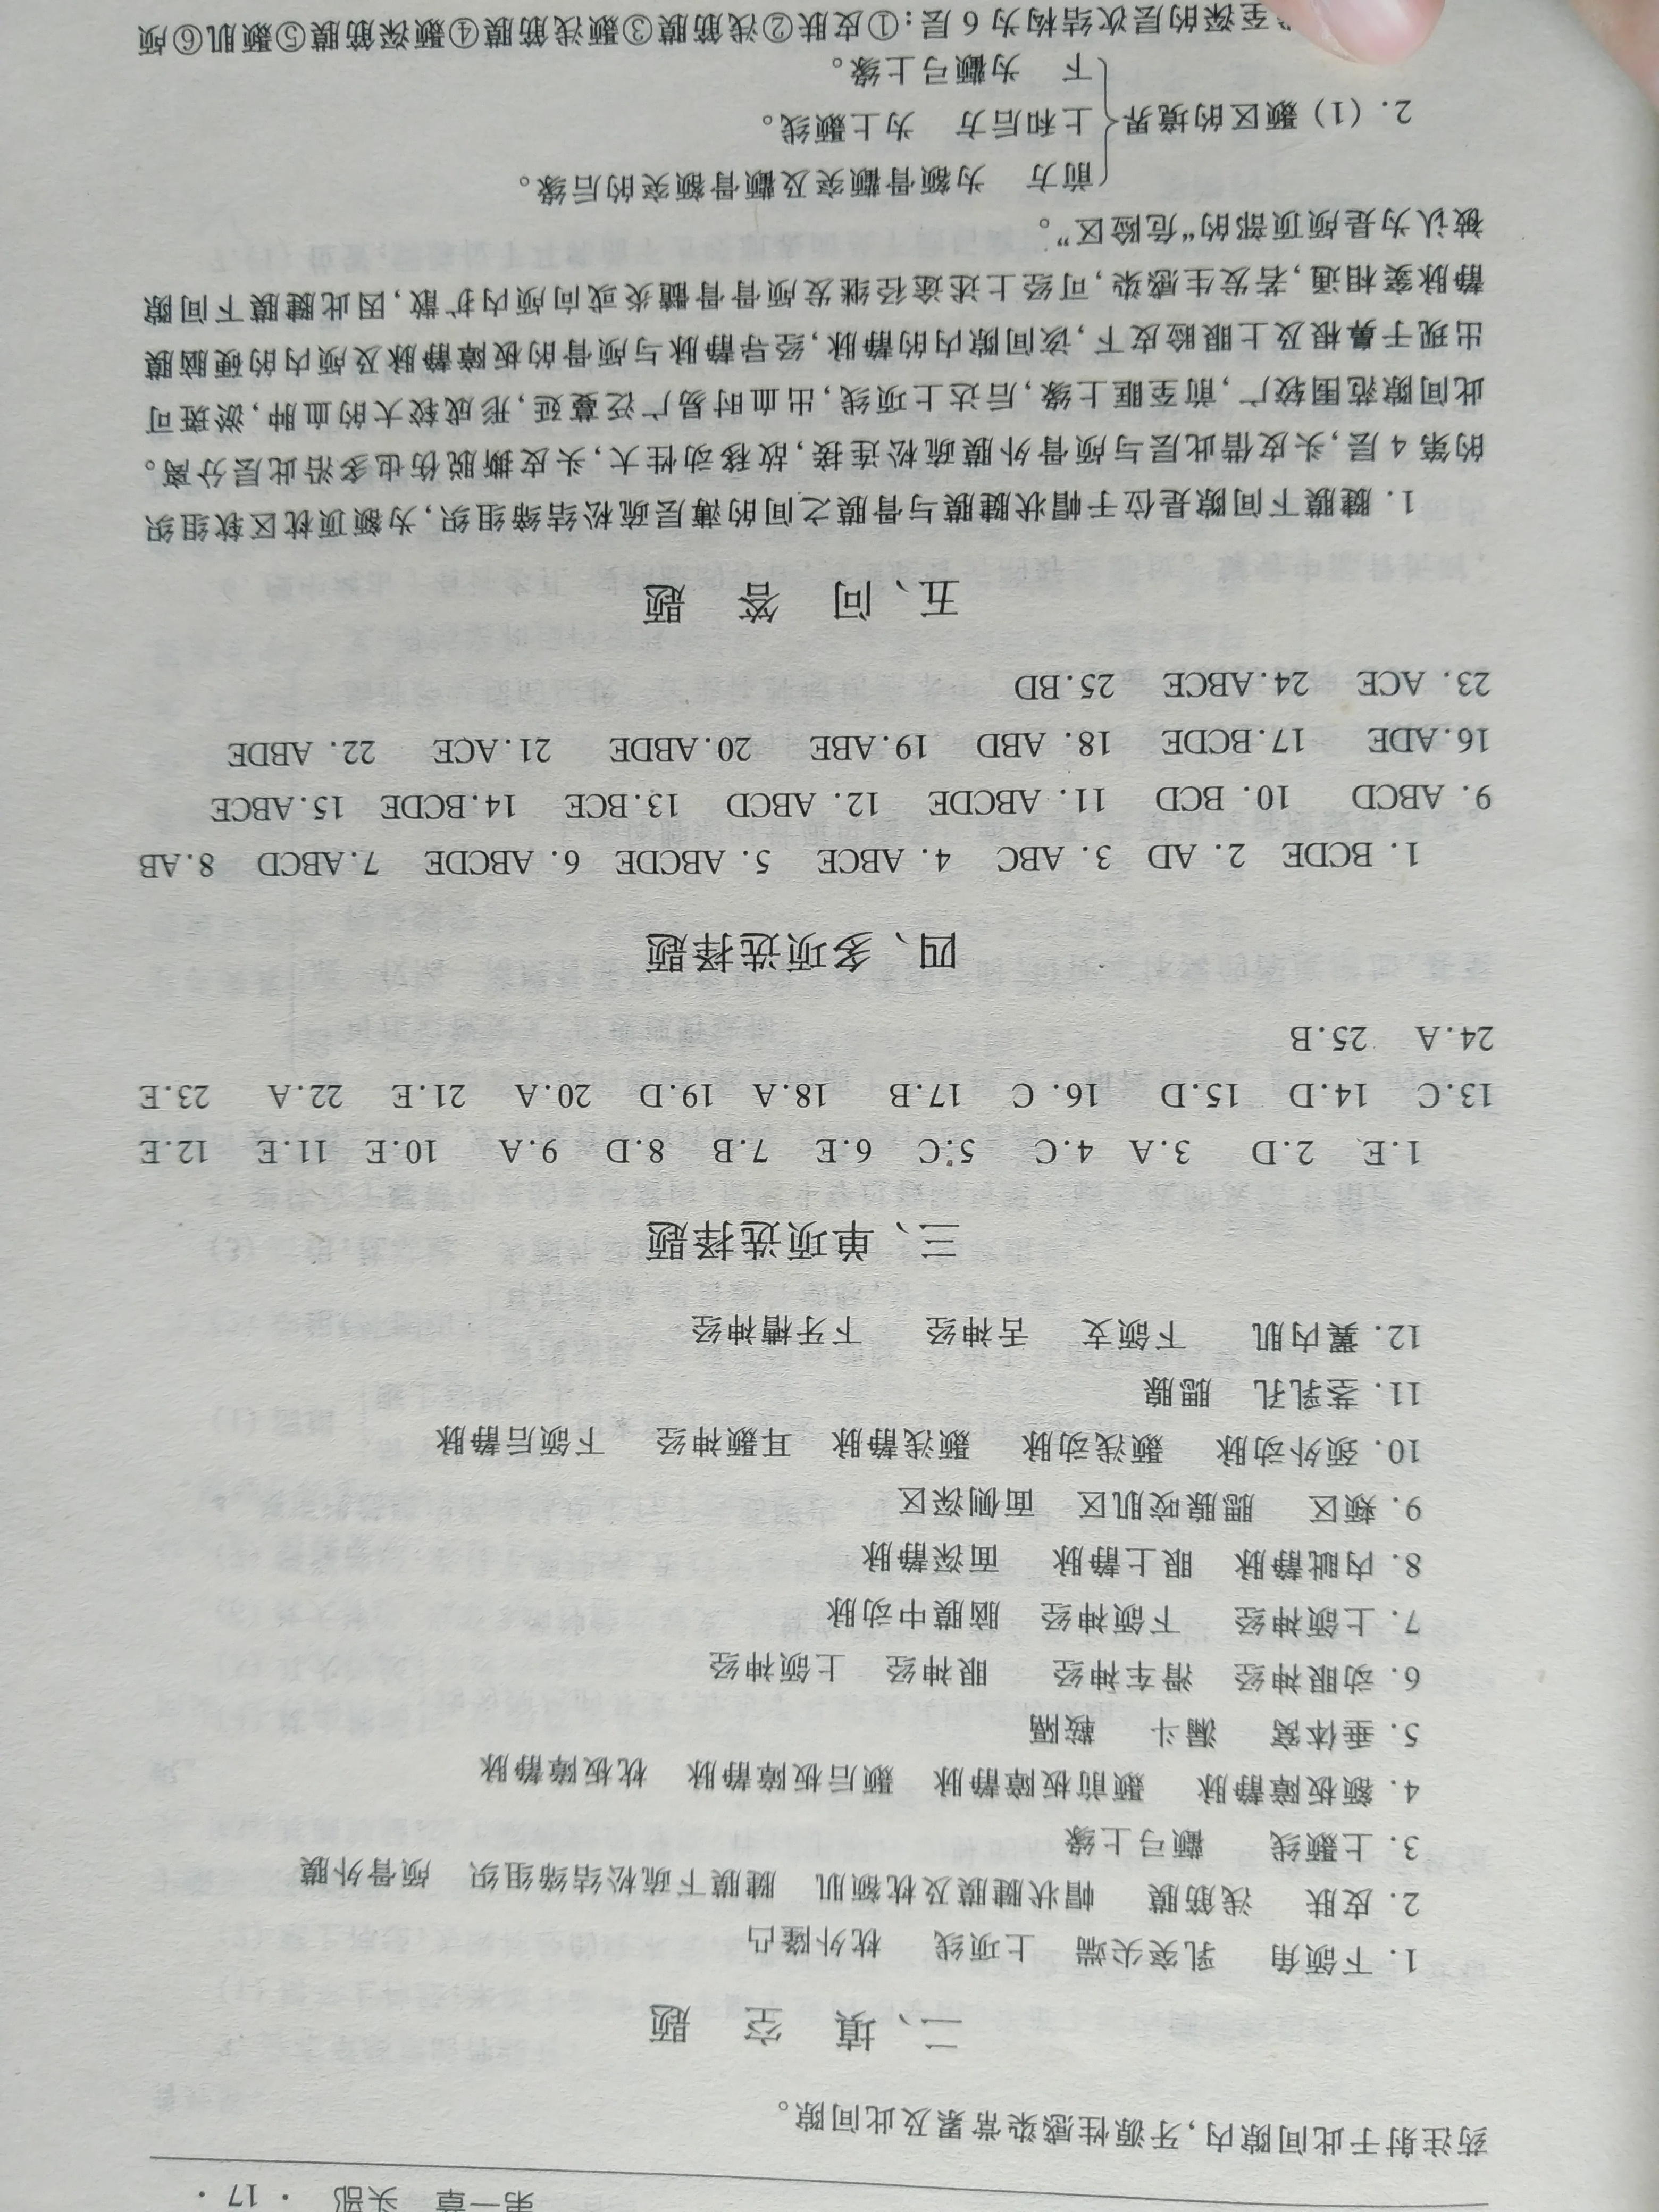 第一章 头部 · 17 ·
药注射于此间隙内,牙源性感染常累及此间隙。
二、填 空 题
1. 下颌角 乳突尖端 上项线 枕外隆凸
2. 皮肤 浅筋膜 帽状腱膜及枕额肌 腱膜下疏松结缔组织 颅骨外膜
3. 上颞线 颧弓上缘
4. 额板障静脉 颞前板障静脉 颞后板障静脉 枕板障静脉
5. 垂体窝 漏斗 鞍隔
6. 动眼神经 滑车神经 眼神经 上颌神经
7. 上颌神经 下颌神经 脑膜中动脉
8. 内眦静脉 眼上静脉 面深静脉
9. 颊区 腮腺咬肌区 面侧深区
10. 颈外动脉 颞浅动脉 颞浅静脉 耳颞神经 下颌后静脉
11. 茎乳孔 腮腺
12. 翼内肌 下颌支 舌神经 下牙槽神经
三、单项选择题
1.E 2.D 3.A 4.C 5.C 6.E 7.B 8.D 9.A 10.E 11.E 12.E
13.C 14.D 15.D 16.C 17.B 18.A 19.D 20.A 21.E 22.A 23.E
24.A 25.B
四、多项选择题
1. BCDE 2. AD 3. ABC 4. ABCE 5. ABCDE 6. ABCDE 7.ABCD 8.AB
9. ABCD 10. BCD 11. ABCDE 12. ABCD 13.BCE 14.BCDE 15.ABCE
16.ADE 17.BCDE 18. ABD 19.ABE 20.ABDE 21.ACE 22. ABDE
23. ACE 24.ABCE 25.BD
五、问 答 题
1. 腱膜下间隙是位于帽状腱膜与骨膜之间的薄层疏松结缔组织,为额顶枕区软组织
的第 4 层,头皮借此层与颅骨外膜疏松连接,故移动性大,头皮撕脱伤也多沿此层分离。
此间隙范围较广,前至眶上缘,后达上项线,出血时易广泛蔓延,形成较大的血肿,淤斑可
出现于鼻根及上眼睑皮下,该间隙内的静脉,经导静脉与颅骨的板障静脉及颅内的硬脑膜
静脉窦相通,若发生感染,可经上述途径继发颅骨骨髓炎或向颅内扩散,因此腱膜下间隙
被认为是颅顶部的“危险区”。
前方 为额骨颧突及颧骨额突的后缘。
2. (1) 颞区的境界 上和后方 为上颞线。
下 为颧弓上缘。
至深的层次结构为 6 层:①皮肤②浅筋膜③颞浅筋膜④颞深筋膜⑤颞肌⑥颅